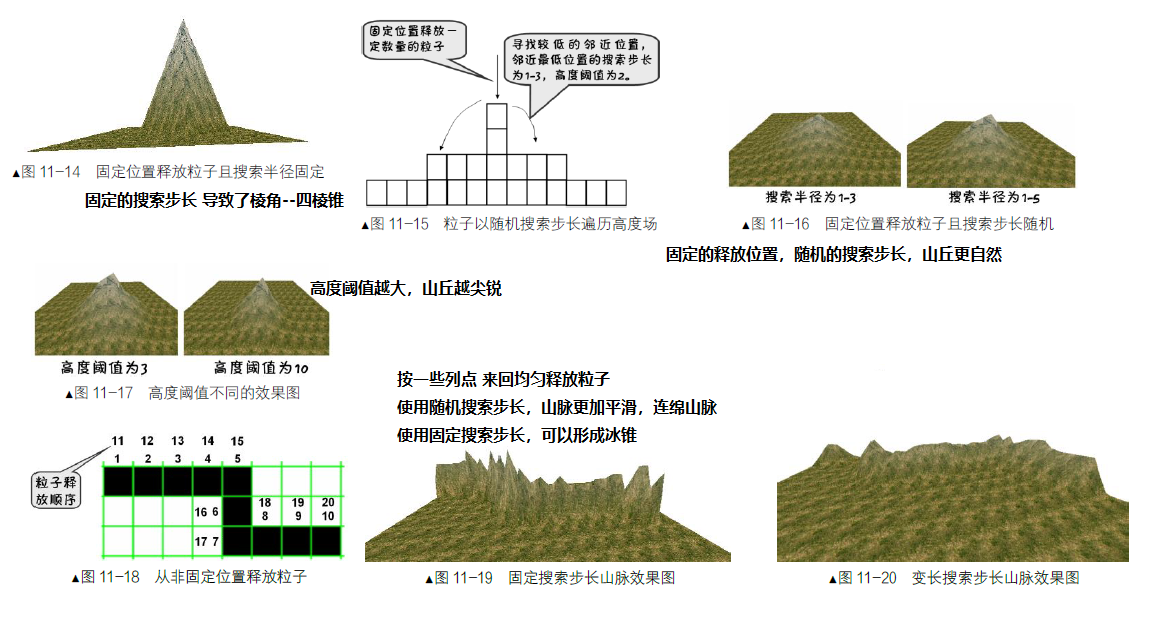 固定位置释放一
定数量的粒子
寻找较低的邻近位置，
邻近最低位置的搜索步长
为1-3，高度阈值为2。
▲图 11-14 固定位置释放粒子且搜索半径固定
固定的搜索步长 导致了棱角--四棱锥
▲图 11-15 粒子以随机搜索步长遍历高度场
搜索半径为1-3
搜索半径为1-5
▲图 11-16 固定位置释放粒子且搜索步长随机
固定的释放位置，随机的搜索步长，山丘更自然
高度阈值越大，山丘越尖锐
高度阈值为3
高度阈值为10
▲图 11-17 高度阈值不同的效果图
按一些列点 来回均匀释放粒子
使用随机搜索步长，山脉更加平滑，连绵山脉
使用固定搜索步长，可以形成冰锥
11 12 13 14 15
1 2 3 4 5
粒子释
放顺序
16 6
18 19 20
8 9 10
17 7
▲图 11-18 从非固定位置释放粒子
▲图 11-19 固定搜索步长山脉效果图
▲图 11-20 变长搜索步长山脉效果图